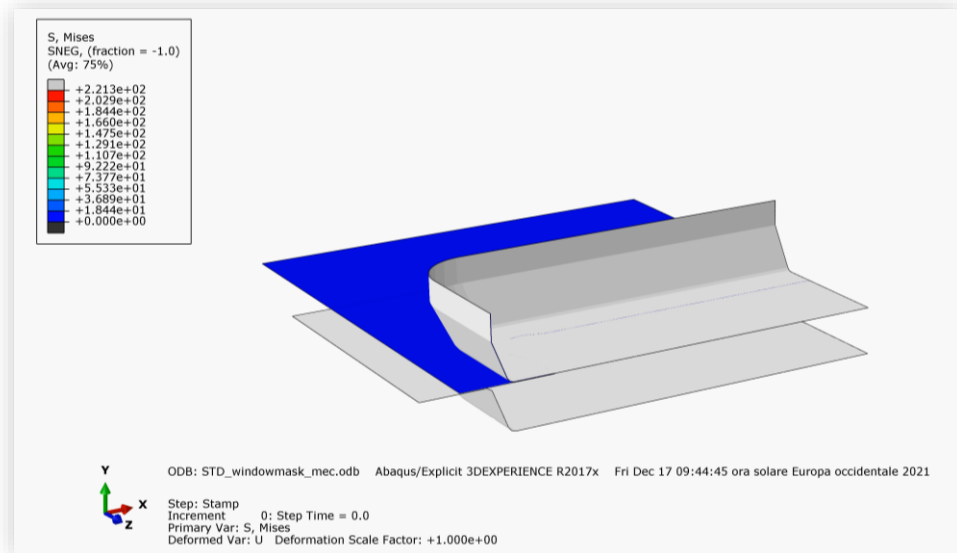 S, Mises
SNEG, (fraction = -1.0)
(Avg: 75%)
+2.213e+02
+2.029e+02
+1.844e+02
+1.660e+02
+1.475e+02
+1.291e+02
+1.107e+02
+9.222e+01
+7.377e+01
+5.533e+01
+3.689e+01
+1.844e+01
+0.000e+00
Y
X
Z
ODB: STD_windowmask_mec.odb Abaqus/Explicit 3DEXPERIENCE R2017x Fri Dec 17 09:44:45 ora solare Europa occidentale 2021
Step: Stamp
Increment 0: Step Time = 0.0
Primary Var: S, Mises
Deformed Var: U Deformation Scale Factor: +1.000e+00